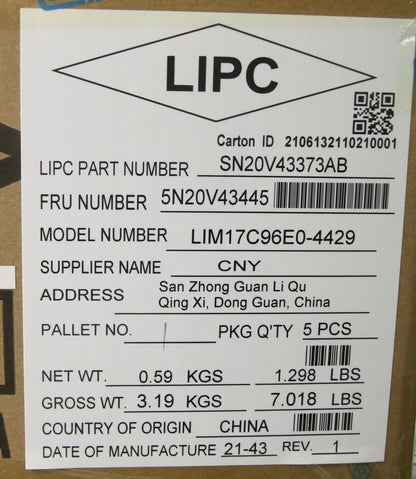 LIPC
Carton ID 2106132110210001
LIPC PART NUMBER SN20V43373AB
FRU NUMBER 5N20V43445
MODEL NUMBER LIM17C96E0-4429
SUPPLIER NAME CNY
ADDRESS San Zhong Guan Li Qu
Qing Xi, Dong Guan, China
PALLET NO. 1 PKG Q'TY 5 PCS
NET WT. 0.59 KGS 1.298 LBS
GROSS WT. 3.19 KGS 7.018 LBS
COUNTRY OF ORIGIN CHINA
DATE OF MANUFACTURE 21-43 REV. 1